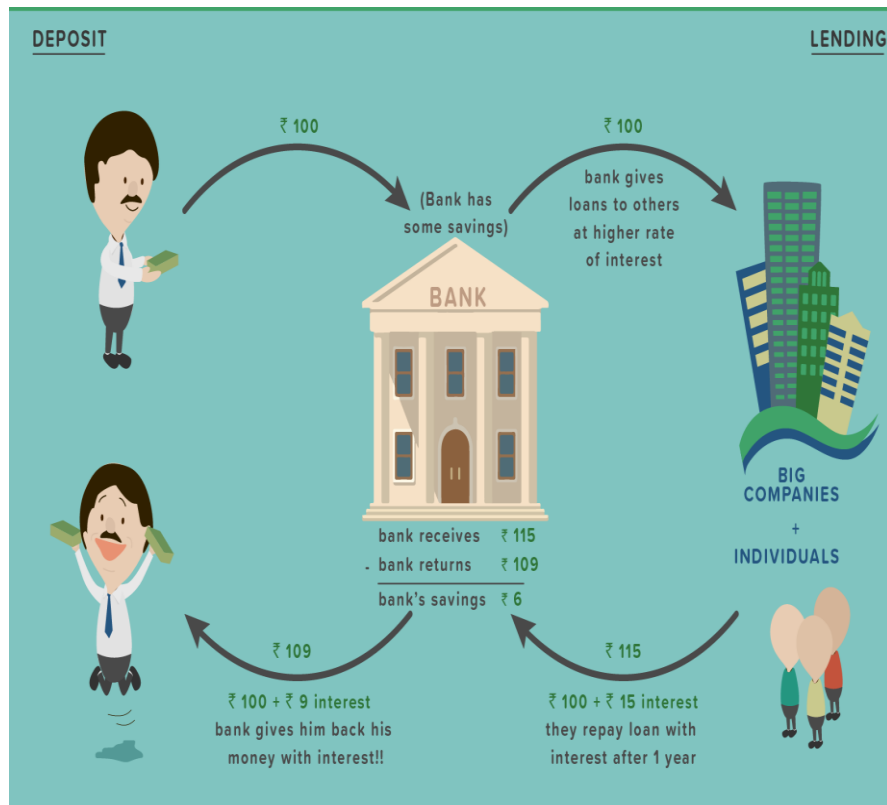 DEPOSIT
LENDING
₹ 100
₹ 100
(Bank has
some savings)
bank gives
loans to others
at higher rate
of interest
BANK
BIG
COMPANIES
+
INDIVIDUALS
bank receives ₹ 115
- bank returns ₹ 109
bank's savings ₹ 6
₹ 109
₹ 100 + ₹ 9 interest
bank gives him back his
money with interest!!
₹ 115
₹ 100 + ₹ 15 interest
they repay loan with
interest after 1 year